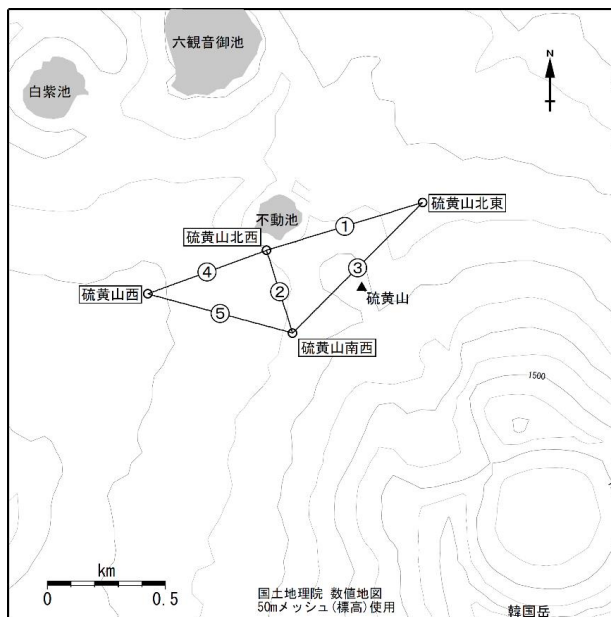 六観音御池
白紫池
N
不動池
硫黄山北東
①
硫黄山北西
③
④
②
硫黄山西
硫黄山
⑤
硫黄山南西
1500
km
0 0.5
国土地理院 数値地図
50mメッシュ(標高)使用
韓国岳